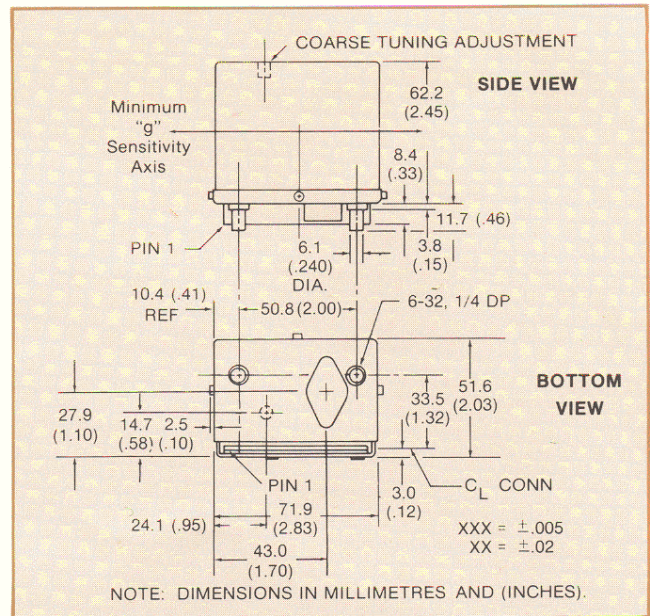 COARSE TUNING ADJUSTMENT
SIDE VIEW
62.2
(2.45)
Minimum
"g"
Sensitivity
Axis
8.4
(.33)
11.7 (.46)
PIN 1
6.1
(.240)
DIA.
3.8
(.15)
10.4 (.41)
REF
50.8 (2.00)
6-32, 1/4 DP
BOTTOM
VIEW
51.6
(2.03)
33.5
(1.32)
27.9
(1.10)
14.7
(.58)
2.5
(.10)
PIN 1
CL CONN
3.0
(.12)
24.1 (.95)
71.9
(2.83)
43.0
(1.70)
XXX = ±.005
XX = ±.02
NOTE: DIMENSIONS IN MILLIMETRES AND (INCHES).